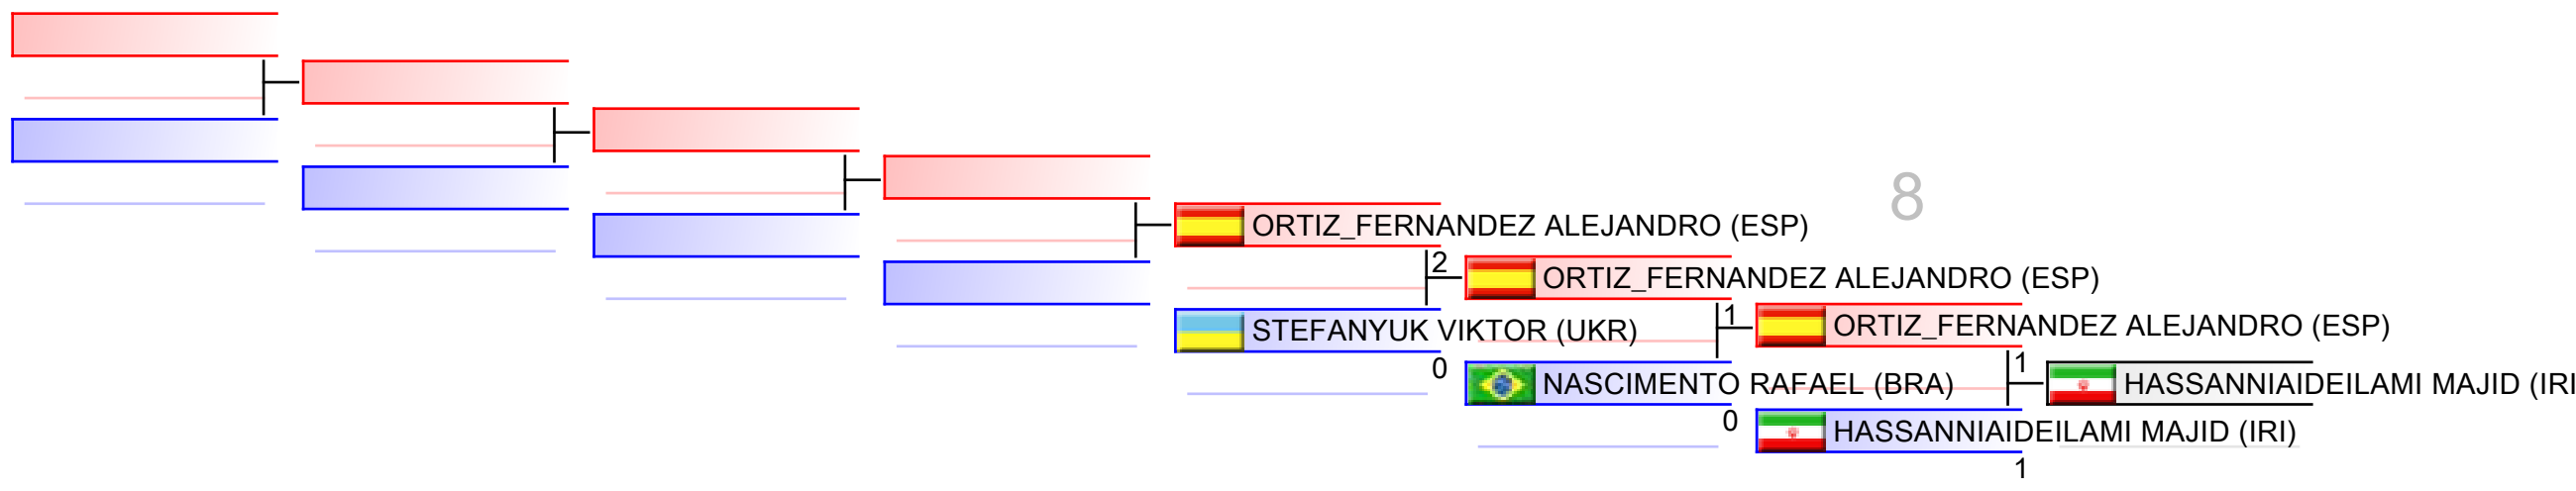 8
ORTIZ_FERNANDEZ ALEJANDRO (ESP)
2
ORTIZ_FERNANDEZ ALEJANDRO (ESP)
STEFANYUK VIKTOR (UKR)
1
ORTIZ_FERNANDEZ ALEJANDRO (ESP)
0
NASCIMENTO RAFAEL (BRA)
1
HASSANNIAIDEILAMI MAJID (IRI
0
HASSANNIAIDEILAMI MAJID (IRI)
1